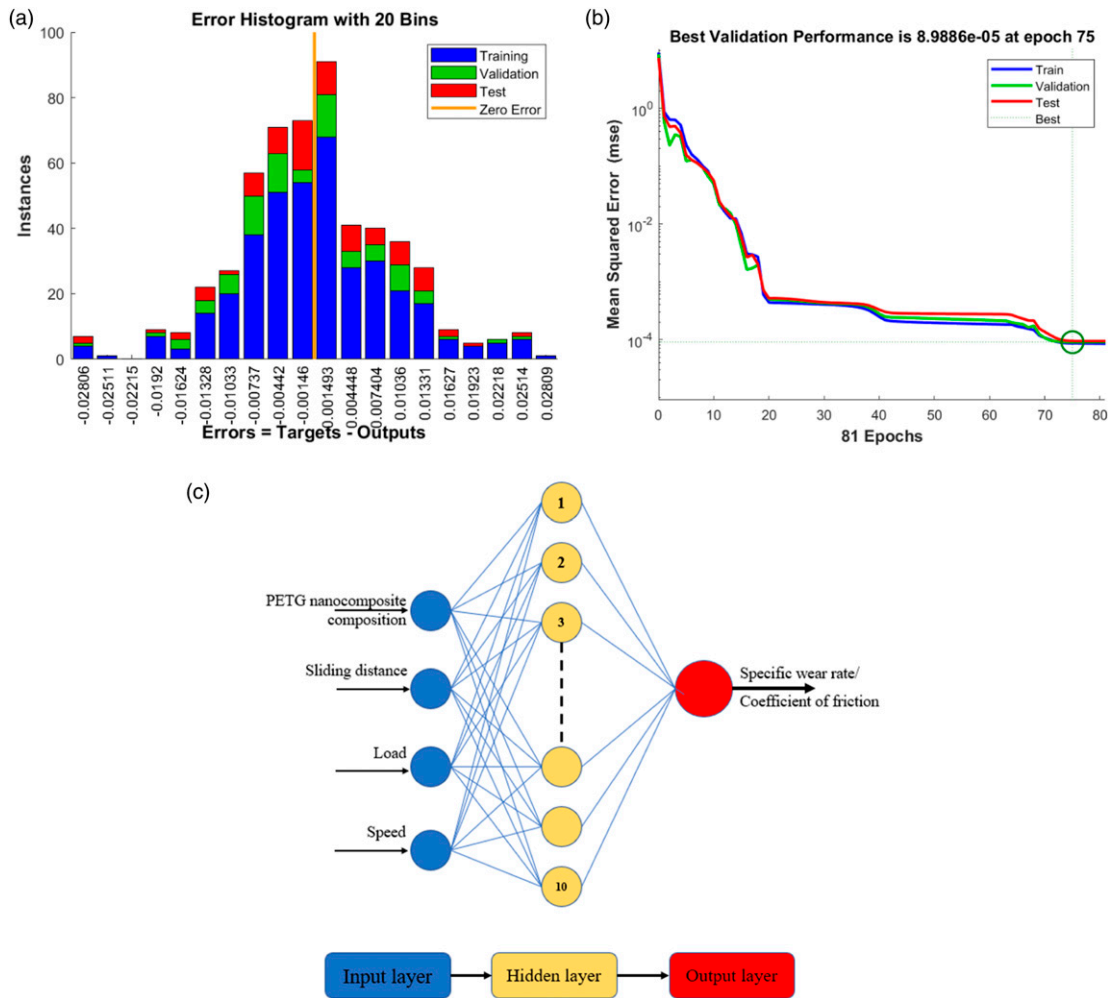 (a)
Error Histogram with 20 Bins
100
80
60
40
20
0
Instances
Training
Validation
Test
Zero Error
-0.02806
-0.02511
-0.02215
-0.0192
-0.01624
-0.01328
-0.01033
-0.00737
-0.00442
-0.00146
0.001493
0.004448
0.007404
0.01036
0.01331
0.01627
0.01923
0.02218
0.02514
0.02809
Errors = Targets - Outputs
(b)
Best Validation Performance is 8.9886e-05 at epoch 75
Mean Squared Error (mse)
10^0
10^-2
10^-4
Train
Validation
Test
Best
0
10
20
30
40
50
60
70
80
81 Epochs
(c)
PETG nanocomposite
composition
Sliding distance
Load
Speed
1
2
3
10
Specific wear rate/
Coefficient of friction
Input layer
Hidden layer
Output layer